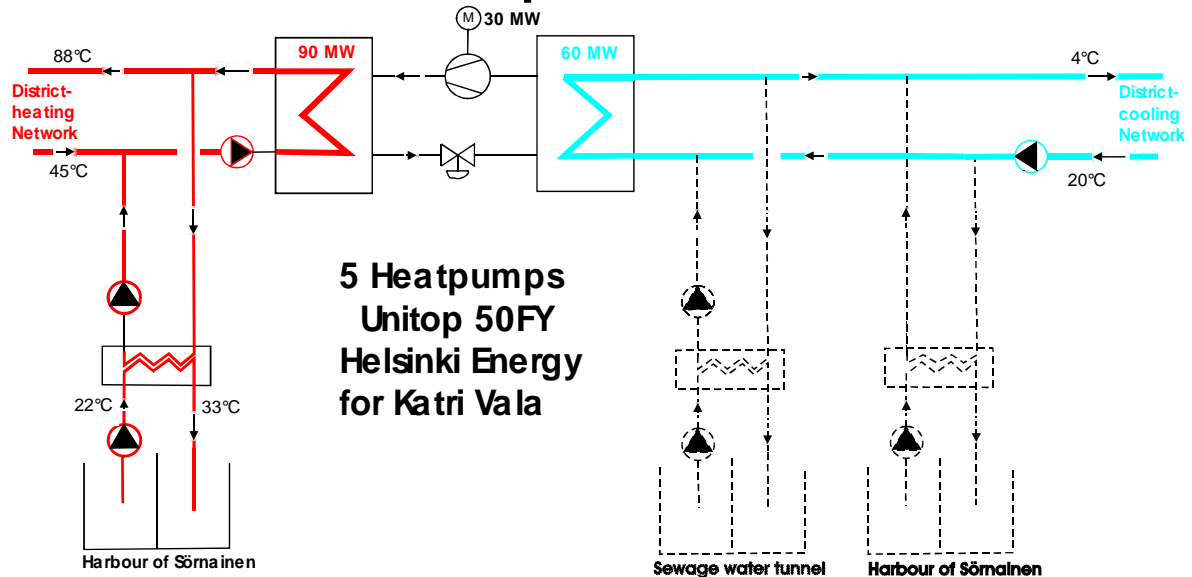 M 30 MW
88°C
90 MW
60 MW
4°C
District-
heating
Network
District-
cooling
Network
45°C
20°C
5 Heatpumps
Unitop 50FY
Helsinki Energy
for Katri Vala
22°C
33°C
Harbour of Sörnainen
Sewage water tunnel
Harbour of Sörnainen